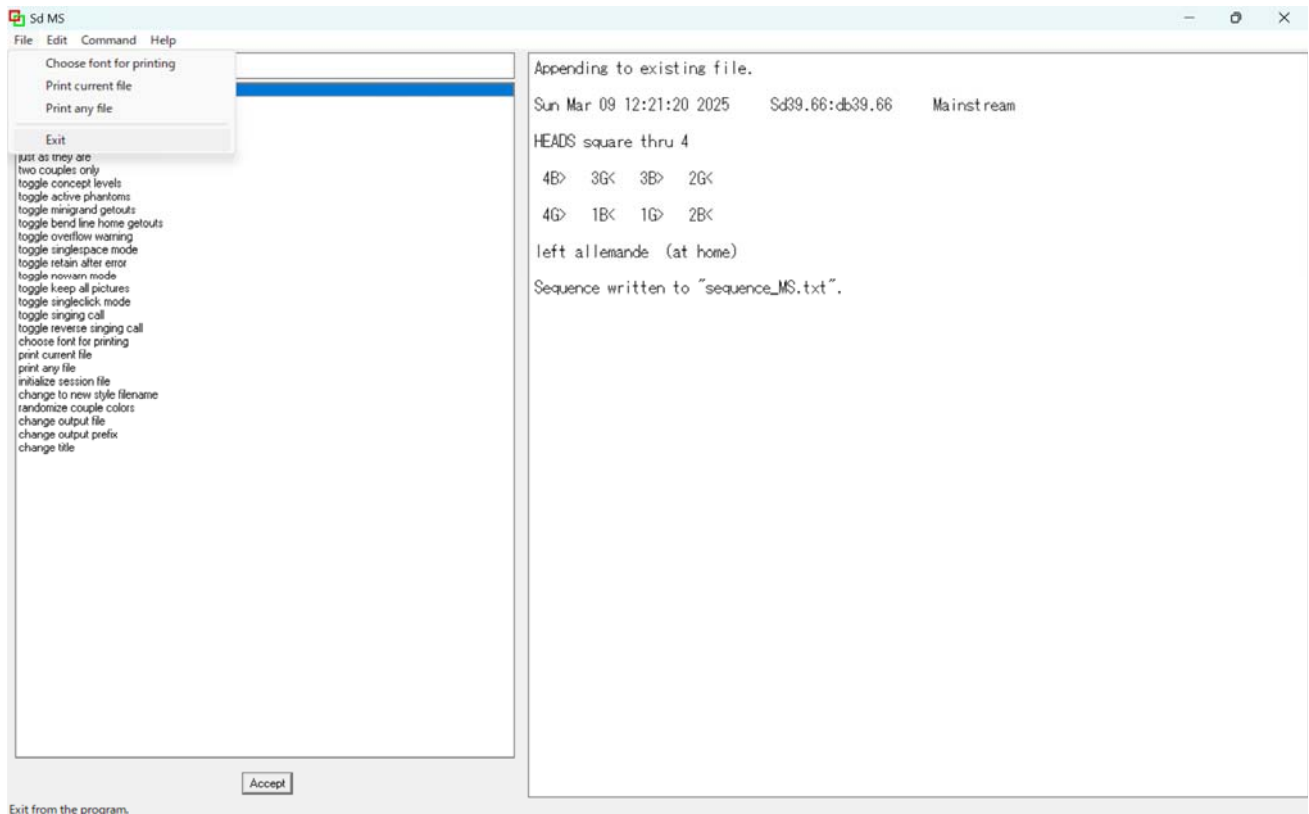 Sd MS
File Edit Command Help
Choose font for printing
Print current file
Print any file
Exit
just as they are
two couples only
toggle concept levels
toggle active phantoms
toggle minigrand getouts
toggle bend line home getouts
toggle overflow warning
toggle singlespace mode
toggle retain after error
toggle nowarn mode
toggle keep all pictures
toggle singleclick mode
toggle singing call
toggle reverse singing call
choose font for printing
print current file
print any file
initialize session file
change to new style filename
randomize couple colors
change output file
change output prefix
change title
Accept
Exit from the program.
Appending to existing file.
Sun Mar 09 12:21:20 2025 Sd39.66:db39.66 Mainstream
HEADS square thru 4
4B> 3G< 3B> 2G<
4G> 1B< 1G> 2B<
left allemande (at home)
Sequence written to "sequence_MS.txt".